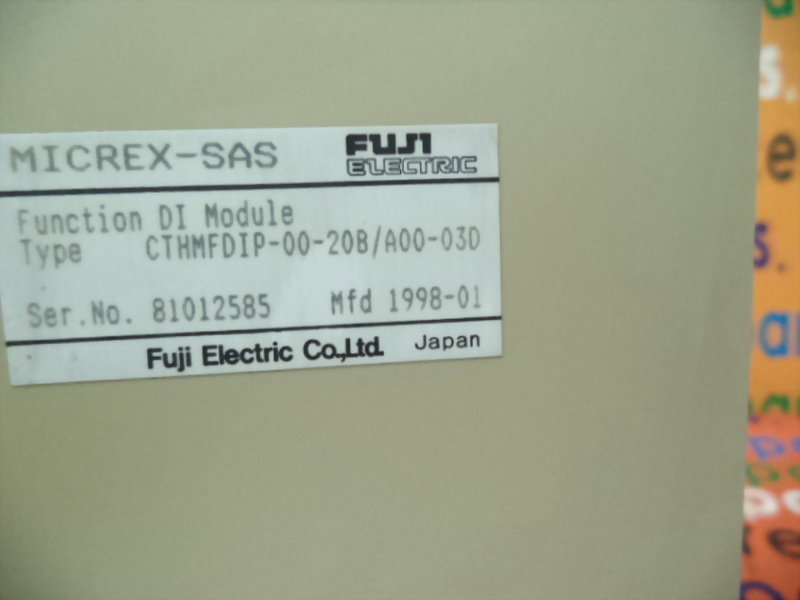 MICREX-SAS
FUJI
ELECTRIC
Function DI Module
Type CTHMFDIP-00-20B/A00-03D
Ser.No. 81012585 Mfd 1998-01
Fuji Electric Co.,Ltd. Japan